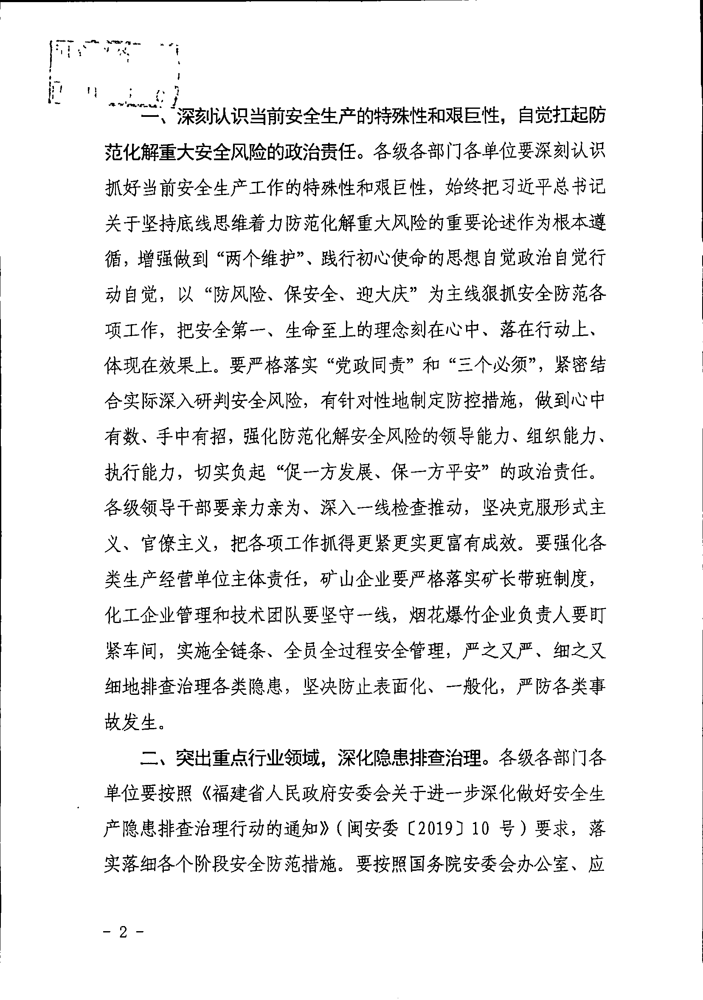 一、深刻认识当前安全生产的特殊性和艰巨性，自觉扛起防
范化解重大安全风险的政治责任。各级各部门各单位要深刻认识
抓好当前安全生产工作的特殊性和艰巨性，始终把习近平总书记
关于坚持底线思维着力防范化解重大风险的重要论述作为根本遵
循，增强做到“两个维护”、践行初心使命的思想自觉政治自觉行
动自觉，以“防风险、保安全、迎大庆”为主线狠抓安全防范各
项工作，把安全第一、生命至上的理念刻在心中、落在行动上、
体现在效果上。要严格落实“党政同责”和“三个必须”，紧密结
合实际深入研判安全风险，有针对性地制定防控措施，做到心中
有数、手中有招，强化防范化解安全风险的领导能力、组织能力、
执行能力，切实负起“促一方发展、保一方平安”的政治责任。
各级领导干部要亲力亲为、深入一线检查推动，坚决克服形式主
义、官僚主义，把各项工作抓得更紧更实更富有成效。要强化各
类生产经营单位主体责任，矿山企业要严格落实矿长带班制度，
化工企业管理和技术团队要坚守一线，烟花爆竹企业负责人要盯
紧车间，实施全链条、全员全过程安全管理，严之又严、细之又
细地排查治理各类隐患，坚决防止表面化、一般化，严防各类事
故发生。
二、突出重点行业领域，深化隐患排查治理。各级各部门各
单位要按照《福建省人民政府安委会关于进一步深化做好安全生
产隐患排查治理行动的通知》（闽安委〔2019〕10 号）要求，落
实落细各个阶段安全防范措施。要按照国务院安委会办公室、应
- 2 -